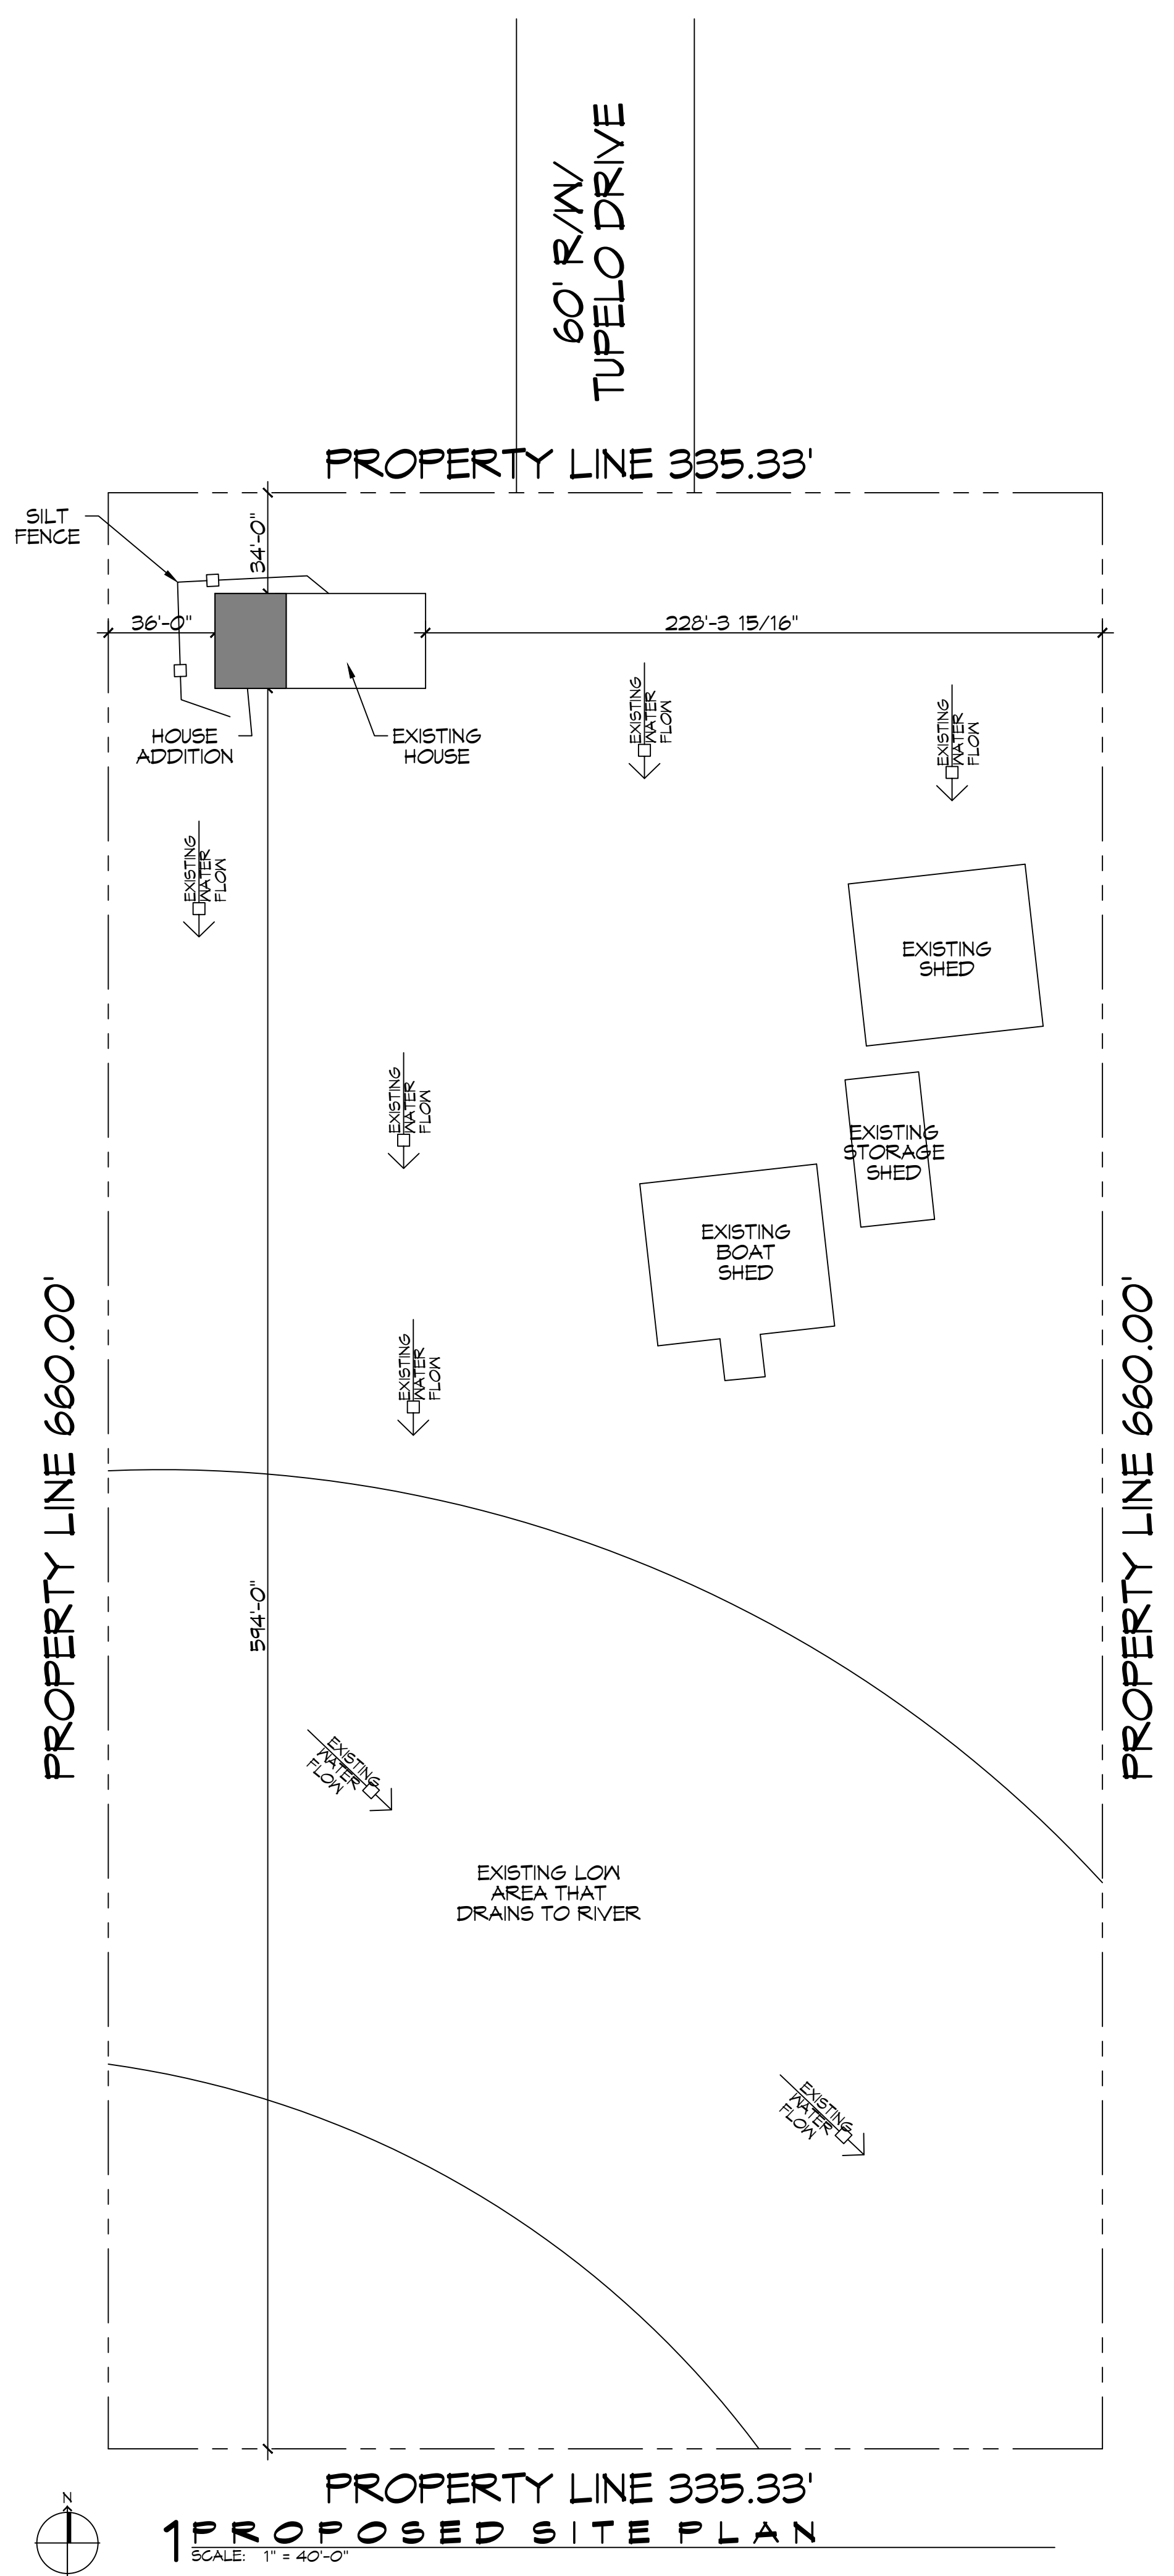 60' R/W/
TUPELO DRIVE
PROPERTY LINE 335.33'
SILT
FENCE
34'-0"
36'-0"
228'-3 15/16"
HOUSE
ADDITION
EXISTING
HOUSE
EXISTING
WATER
FLOW
EXISTING
WATER
FLOW
EXISTING
WATER
FLOW
EXISTING
SHED
EXISTING
WATER
FLOW
EXISTING
STORAGE
SHED
EXISTING
BOAT
SHED
EXISTING
WATER
FLOW
PROPERTY LINE 660.00'
PROPERTY LINE 660.00'
594'-0"
EXISTING
WATER
FLOW
EXISTING LOW
AREA THAT
DRAINS TO RIVER
EXISTING
WATER
FLOW
PROPERTY LINE 335.33'
N
1 PROPOSED SITE PLAN
SCALE: 1" = 40'-0"